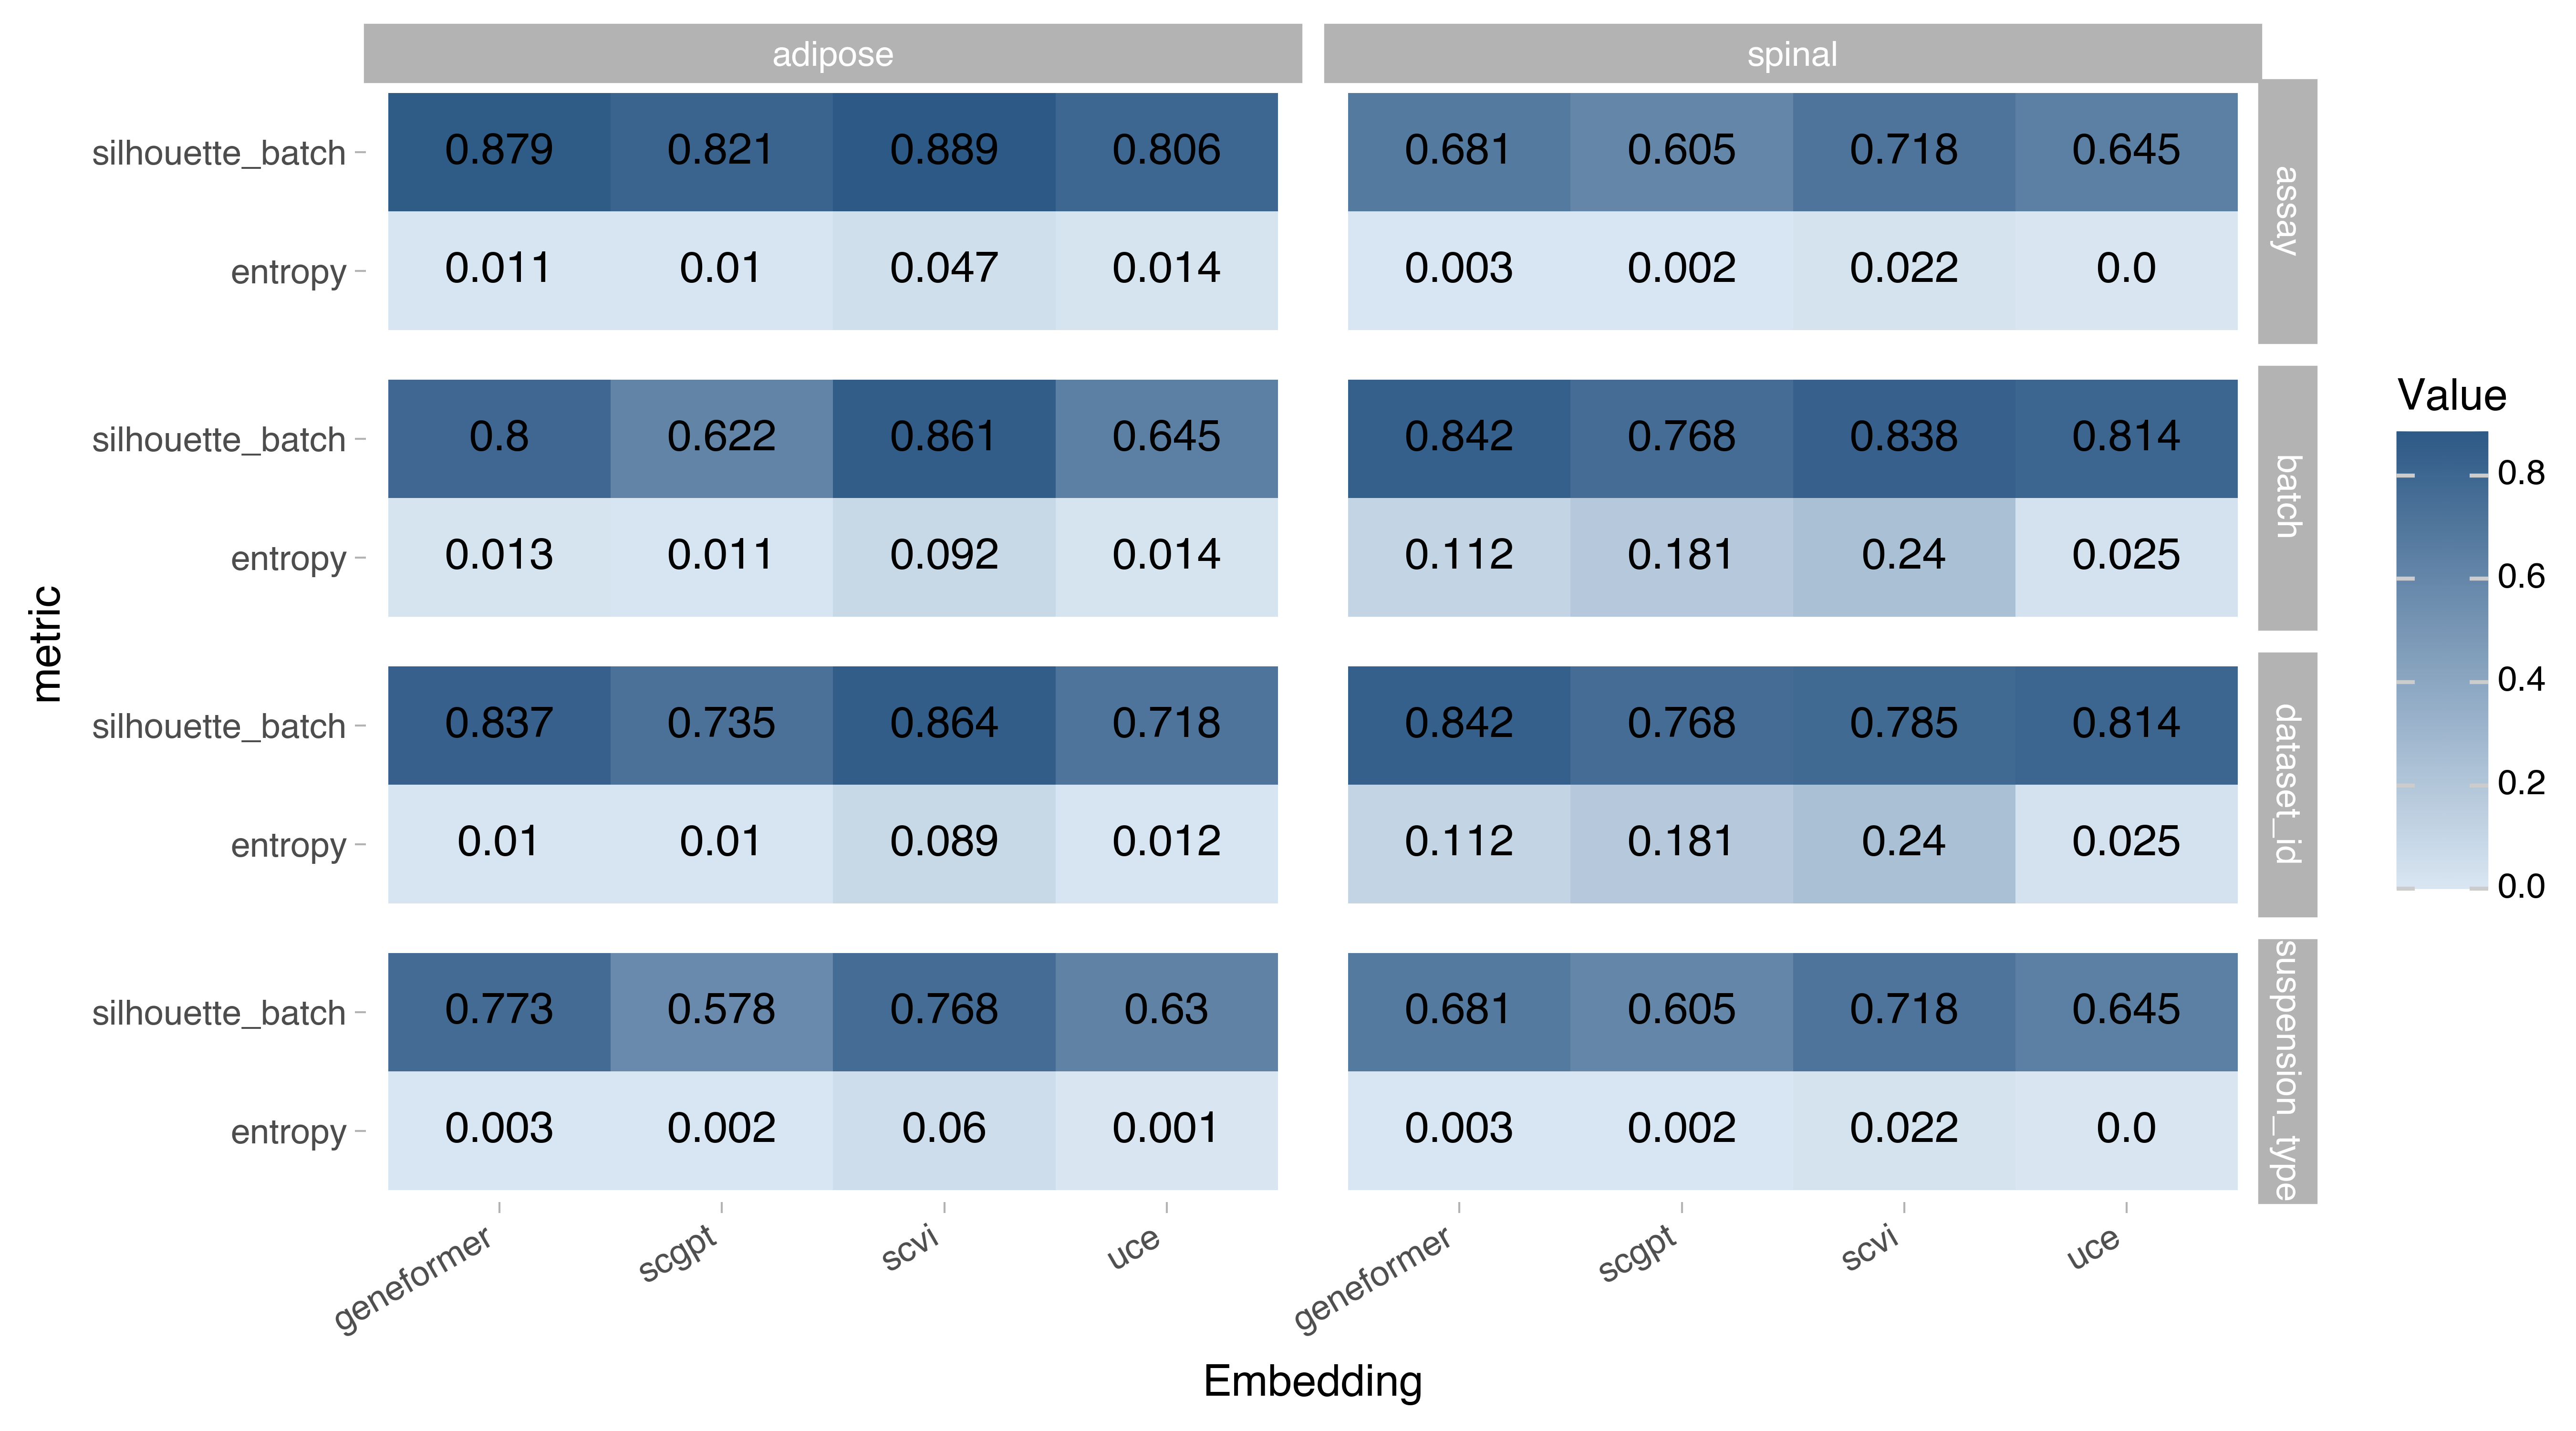 adipose spinal
silhouette_batch 0.879 0.821 0.889 0.806 0.681 0.605 0.718 0.645
entropy 0.011 0.01 0.047 0.014 0.003 0.002 0.022 0.0
assay
silhouette_batch 0.8 0.622 0.861 0.645 0.842 0.768 0.838 0.814
entropy 0.013 0.011 0.092 0.014 0.112 0.181 0.24 0.025
batch
silhouette_batch 0.837 0.735 0.864 0.718 0.842 0.768 0.785 0.814
entropy 0.01 0.01 0.089 0.012 0.112 0.181 0.24 0.025
dataset_id
silhouette_batch 0.773 0.578 0.768 0.63 0.681 0.605 0.718 0.645
entropy 0.003 0.002 0.06 0.001 0.003 0.002 0.022 0.0
suspension_type
geneformer scgpt scvi uce geneformer scgpt scvi uce
Embedding
metric
Value
0.8
0.6
0.4
0.2
0.0